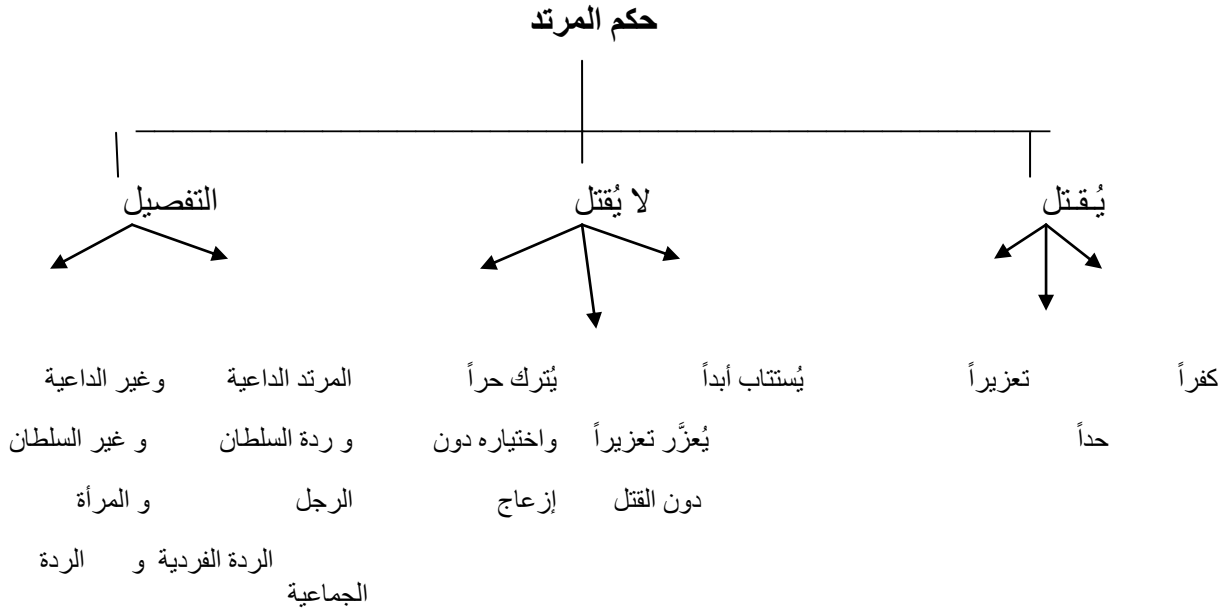 حكم المرتد
يُـقـتل لا يُقتل التفصيل
كفراً تعزيراً يُستتاب أبداً يُترك حراً المرتد الداعية وغير الداعية
حداً يُعزَّر تعزيراً واختياره دون و ردة السلطان و غير السلطان
دون القتل إزعاج الرجل و المرأة
الردة الفردية و الردة
الجماعية